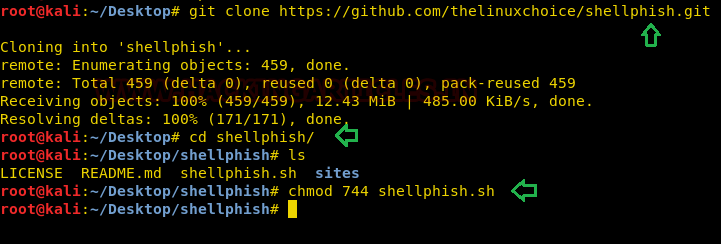 root@kali:~/Desktop# git clone https://github.com/thelinuxchoice/shellphish.git
Cloning into 'shellphish'...
remote: Enumerating objects: 459, done.
remote: Total 459 (delta 0), reused 0 (delta 0), pack-reused 459
Receiving objects: 100% (459/459), 12.43 MiB | 485.00 KiB/s, done.
Resolving deltas: 100% (171/171), done.
root@kali:~/Desktop# cd shellphish/
root@kali:~/Desktop/shellphish# ls
LICENSE README.md shellphish.sh sites
root@kali:~/Desktop/shellphish# chmod 744 shellphish.sh
root@kali:~/Desktop/shellphish#